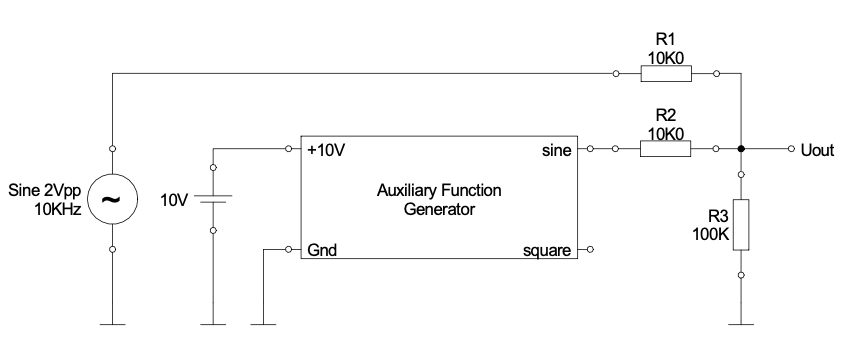 R1
10K0
R2
10K0
+10V
sine
Uout
Sine 2Vpp
10KHz
10V
Auxiliary Function
Generator
R3
100K
Gnd
square